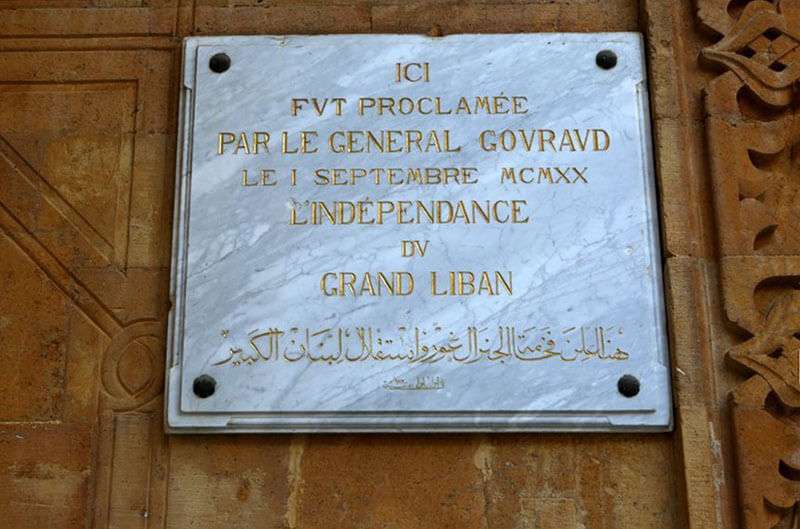 ICI
FVT PROCLAMÉE
PAR LE GENERAL GOVRAVD
LE I SEPTEMBRE MCMXX
L'INDÉPENDANCE
DV
GRAND LIBAN
هنا اعلن فخامة الجنرال غورو استقلال لبنان الكبير